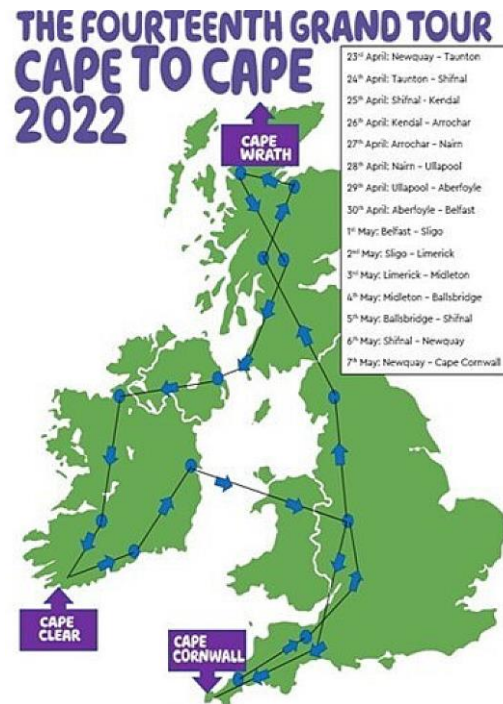 THE FOURTEENTH GRAND TOUR
CAPE TO CAPE
2022
23rd April: Newquay – Taunton
24th April: Taunton – Shifnal
25th April: Shifnal - Kendal
26th April: Kendal – Arrochar
27th April: Arrochar – Nairn
28th April: Nairn – Ullapool
29th April: Ullapool – Aberfoyle
30th April: Aberfoyle – Belfast
1st May: Belfast – Sligo
2nd May: Sligo – Limerick
3rd May: Limerick – Midleton
4th May: Midleton – Ballsbridge
5th May: Ballsbridge – Shifnal
6th May: Shifnal – Newquay
7th May: Newquay – Cape Cornwall
CAPE
WRATH
CAPE
CLEAR
CAPE
CORNWALL